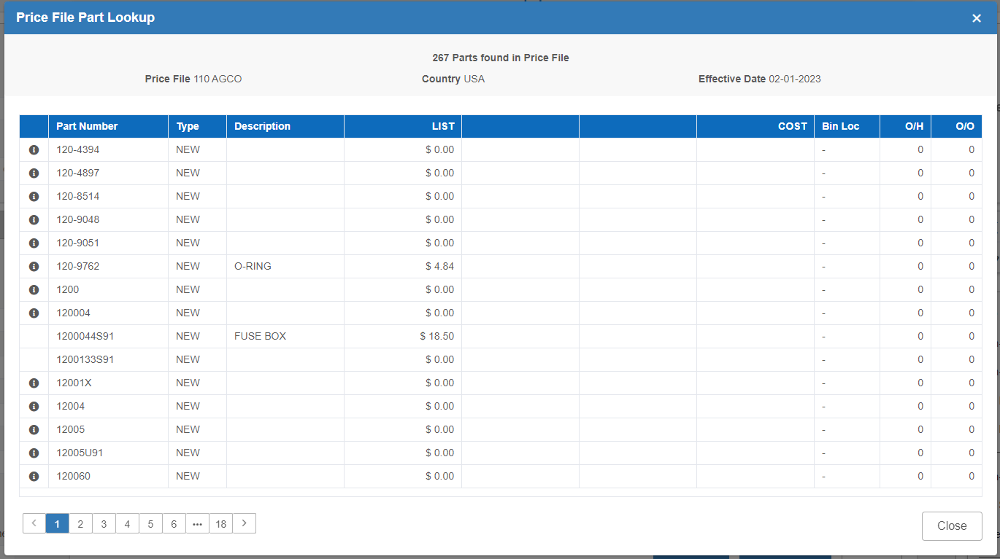 Price File Part Lookup ×
267 Parts found in Price File
Price File 110 AGCO Country USA Effective Date 02-01-2023
Part Number Type Description LIST COST Bin Loc O/H O/O
120-4394 NEW $ 0.00 - 0 0
120-4897 NEW $ 0.00 - 0 0
120-8514 NEW $ 0.00 - 0 0
120-9048 NEW $ 0.00 - 0 0
120-9051 NEW $ 0.00 - 0 0
120-9762 NEW O-RING $ 4.84 - 0 0
1200 NEW $ 0.00 - 0 0
120004 NEW $ 0.00 - 0 0
1200044S91 NEW FUSE BOX $ 18.50 - 0 0
1200133S91 NEW $ 0.00 - 0 0
12001X NEW $ 0.00 - 0 0
12004 NEW $ 0.00 - 0 0
12005 NEW $ 0.00 - 0 0
12005U91 NEW $ 0.00 - 0 0
120060 NEW $ 0.00 - 0 0
< 1 2 3 4 5 6 ••• 18 > Close